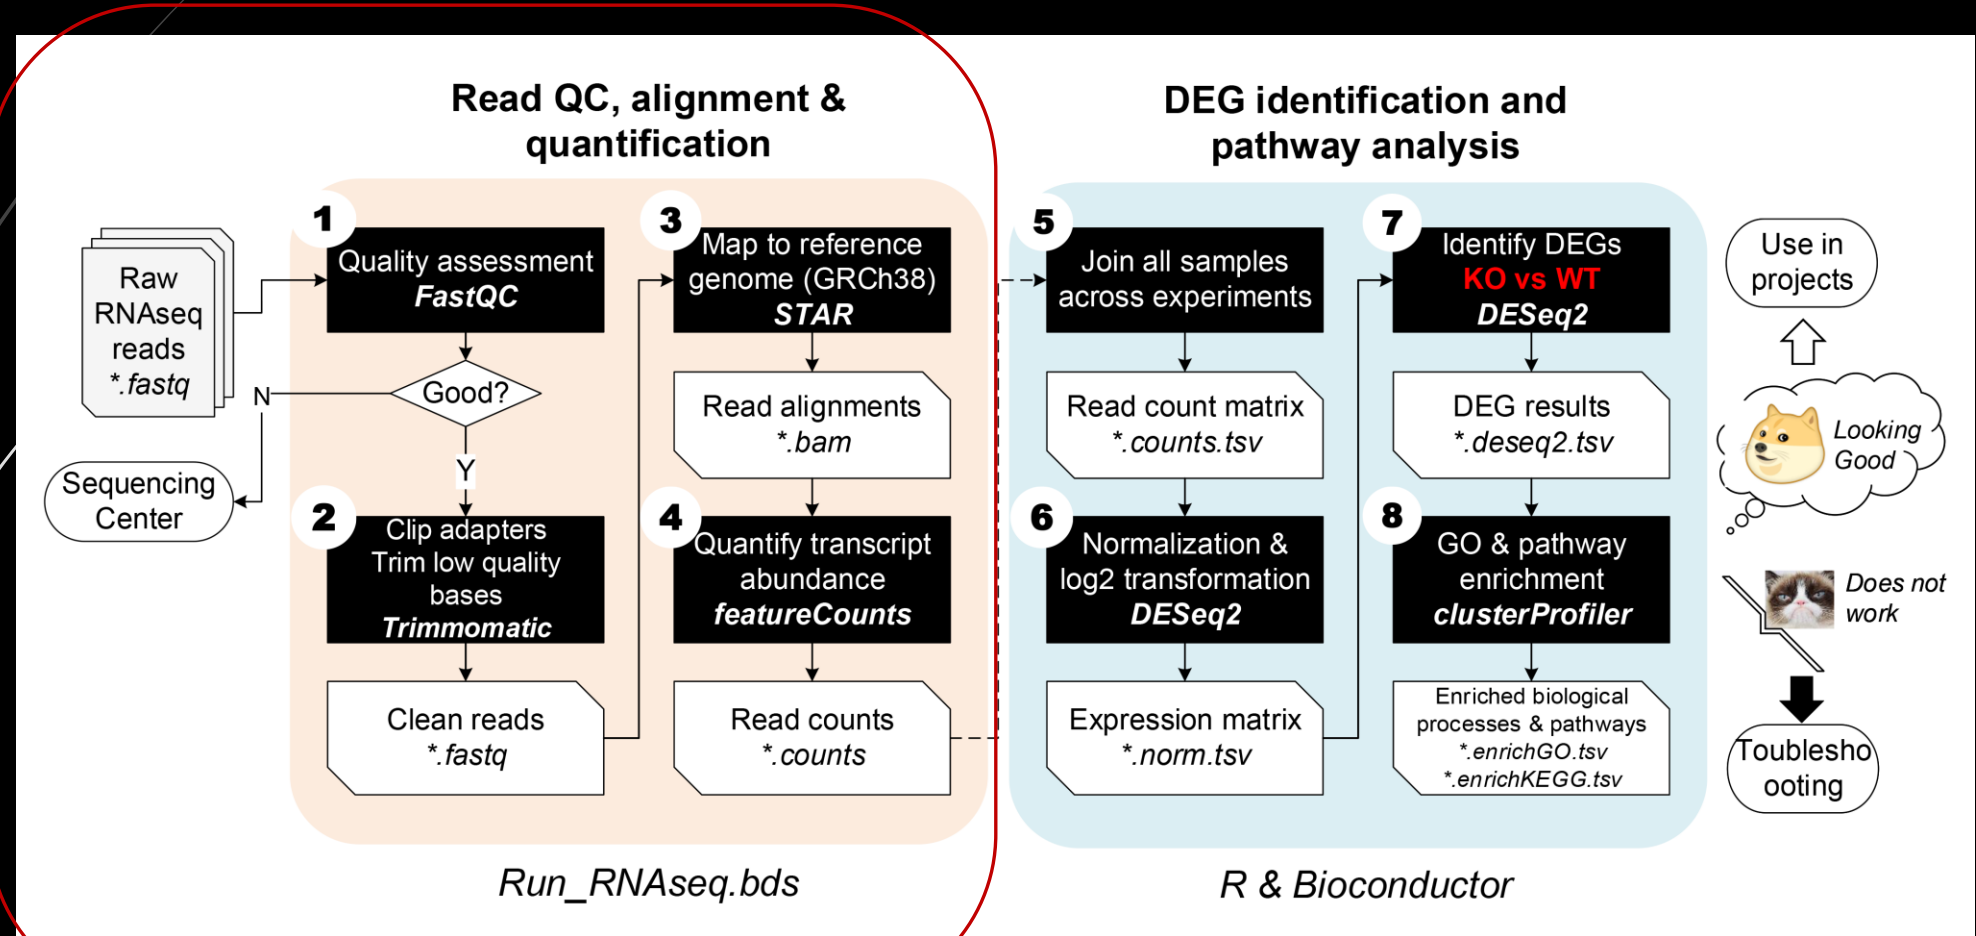 Read QC, alignment &
quantification
Raw
RNAseq
reads
*.fastq
1
Quality assessment
FastQC
Good?
N
Sequencing
Center
Y
2
Clip adapters
Trim low quality
bases
Trimmomatic
Clean reads
*.fastq
3
Map to reference
genome (GRCh38)
STAR
Read alignments
*.bam
4
Quantify transcript
abundance
featureCounts
Read counts
*.counts
Run_RNAseq.bds
DEG identification and
pathway analysis
5
Join all samples
across experiments
Read count matrix
*.counts.tsv
6
Normalization &
log2 transformation
DESeq2
Expression matrix
*.norm.tsv
7
Identify DEGs
KO vs WT
DESeq2
DEG results
*.deseq2.tsv
8
GO & pathway
enrichment
clusterProfiler
Enriched biological
processes & pathways
*.enrichGO.tsv
*.enrichKEGG.tsv
R & Bioconductor
Use in
projects
Looking
Good
Does not
work
Toublesho
ooting